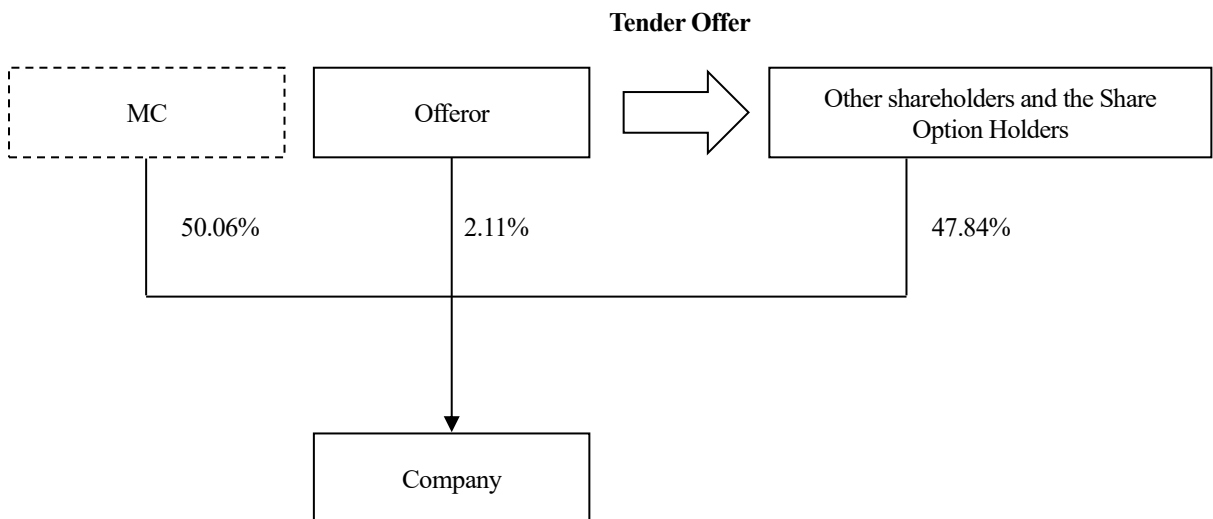 Tender Offer
MC
Offeror
Other shareholders and the Share
Option Holders
50.06%
2.11%
47.84%
Company